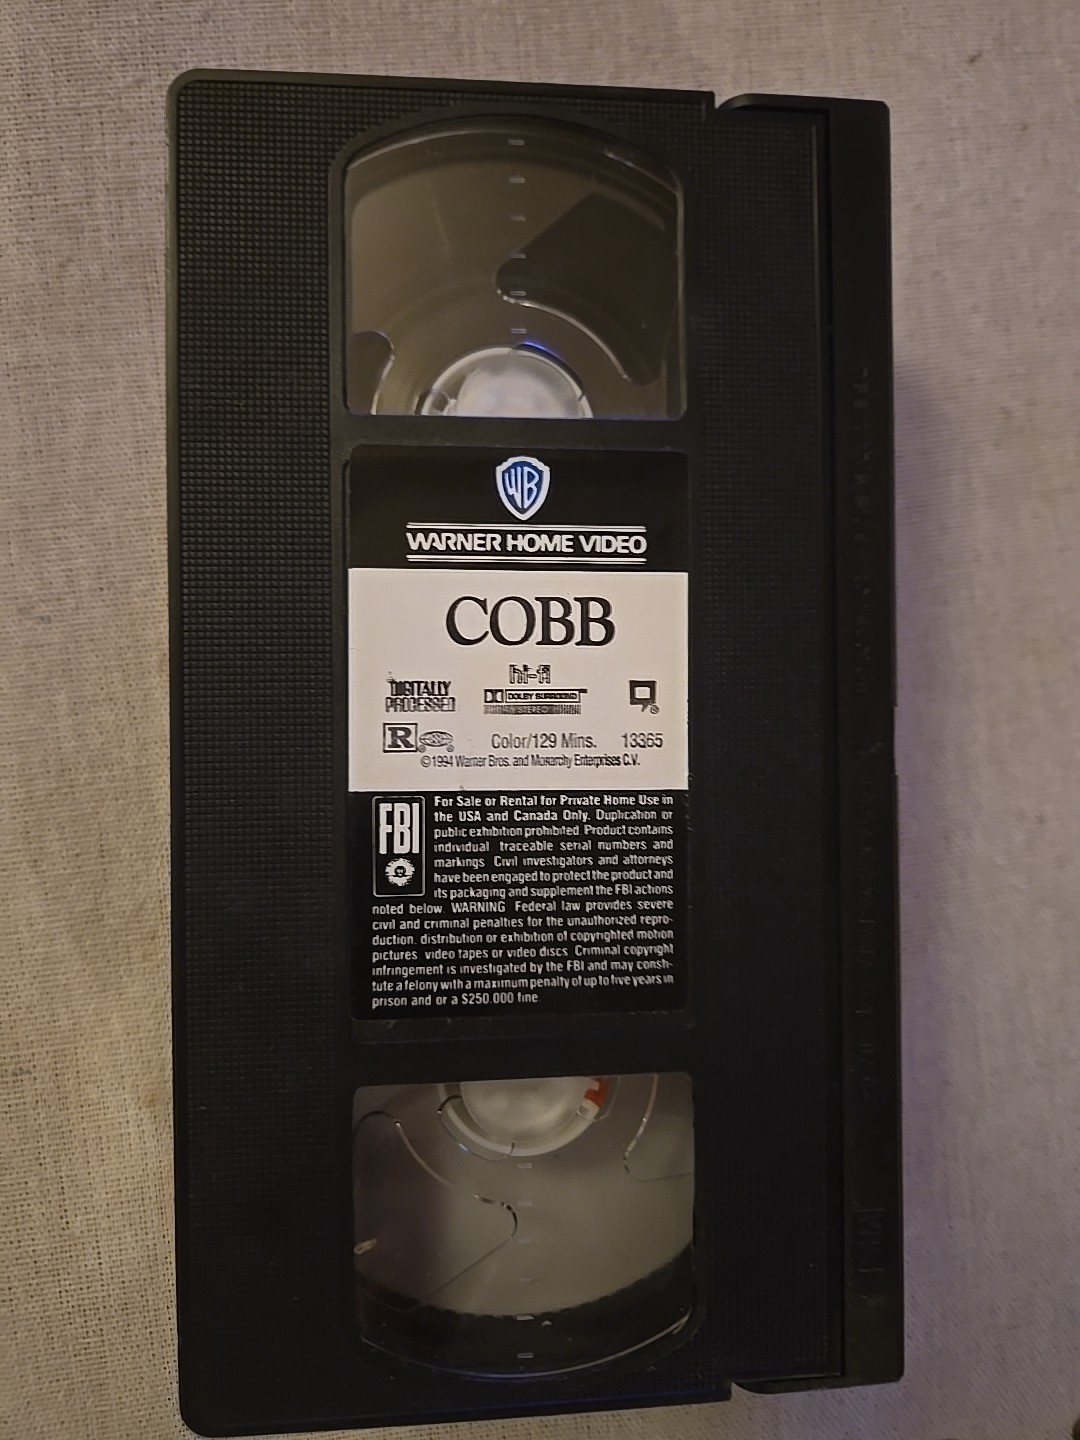 WB
WARNER HOME VIDEO
COBB
hi-fi
DIGITALLY
PROCESSED
DOLBY SURROUND
R
Color/129 Mins. 13365
©1994 Warner Bros. and Monarchy Enterprises C.V.
FBI
For Sale or Rental for Private Home Use in
the USA and Canada Only. Duplication or
public exhibition prohibited. Product contains
individual traceable serial numbers and
markings. Civil investigators and attorneys
have been engaged to protect the product and
its packaging and supplement the FBI actions
noted below. WARNING Federal law provides severe
civil and criminal penalties for the unauthorized repro-
duction, distribution or exhibition of copyrighted motion
pictures, video tapes or video discs. Criminal copyright
infringement is investigated by the FBI and may consti-
tute a felony with a maximum penalty of up to five years in
prison and or a $250,000 fine